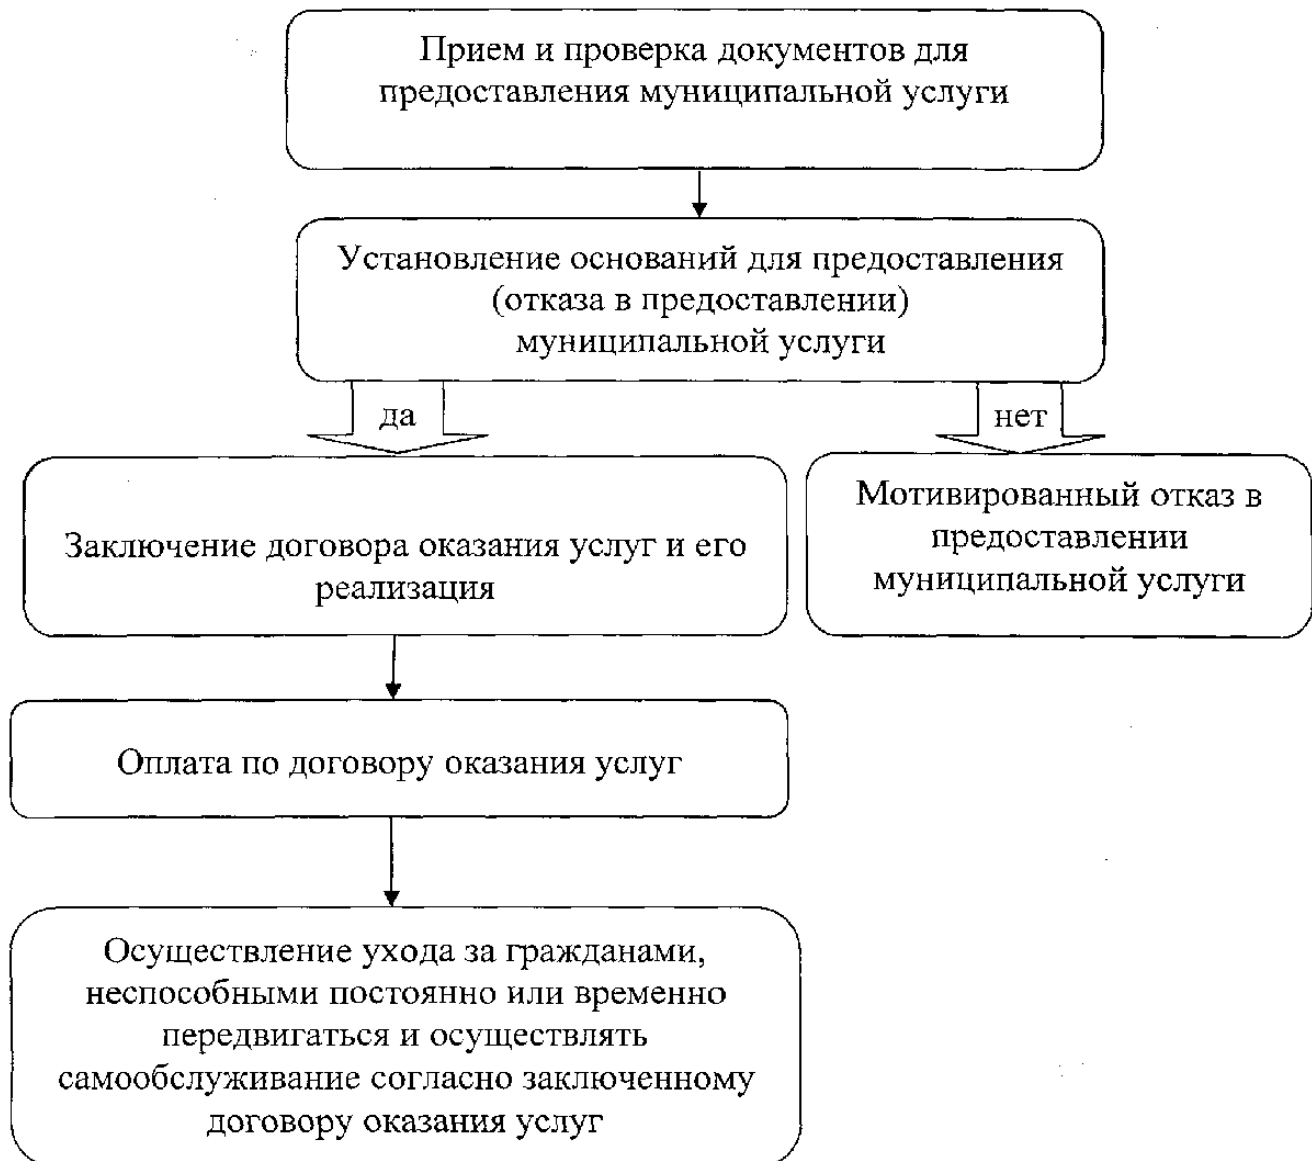 Прием и проверка документов для
предоставления муниципальной услуги
Установление оснований для предоставления
(отказа в предоставлении)
муниципальной услуги
да
нет
Заключение договора оказания услуг и его
реализация
Мотивированный отказ в
предоставлении
муниципальной услуги
Оплата по договору оказания услуг
Осуществление ухода за гражданами,
неспособными постоянно или временно
передвигаться и осуществлять
самообслуживание согласно заключенному
договору оказания услуг